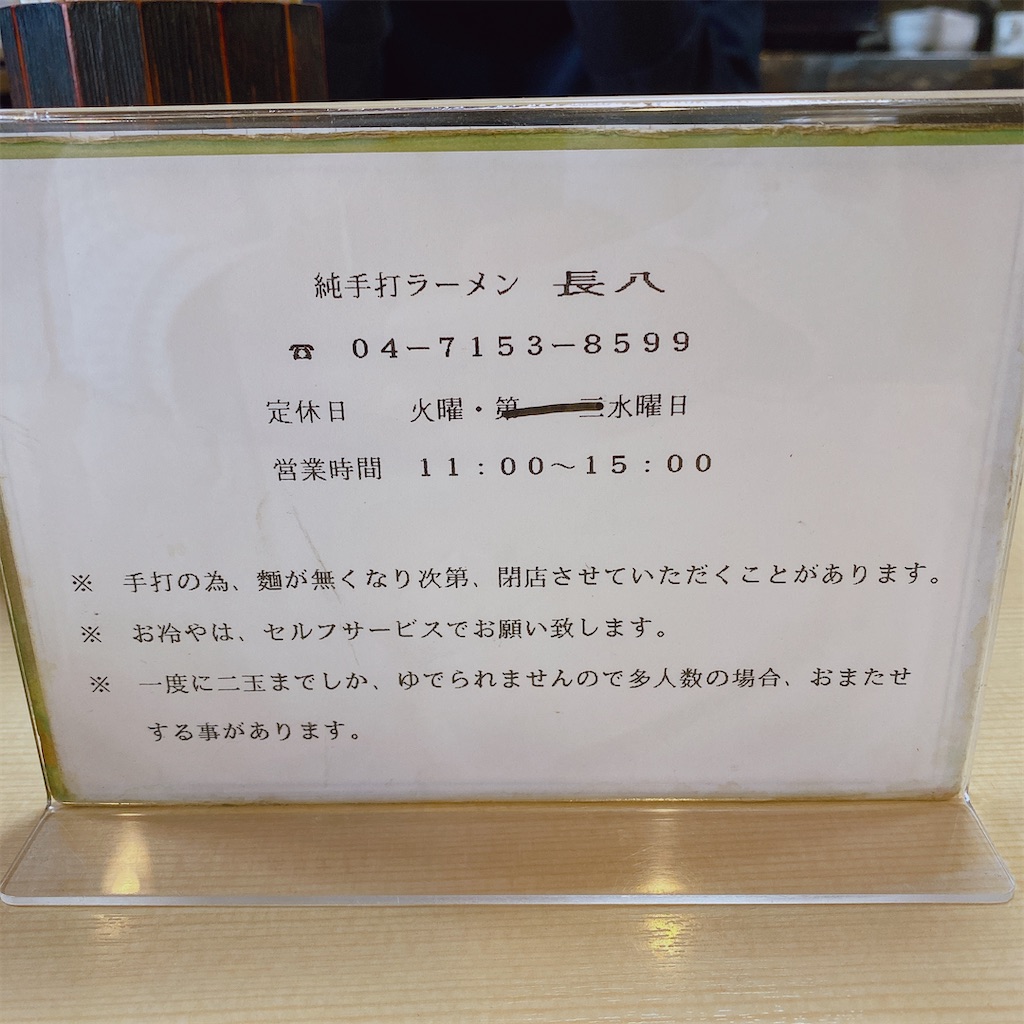 純手打ラーメン 長八
☎ 04－7153－8599
定休日 火曜・第三水曜日
営業時間 11：00～15：00
※ 手打の為、麵が無くなり次第、閉店させていただくことがあります。
※ お冷やは、セルフサービスでお願い致します。
※ 一度に二玉までしか、ゆでられませんので多人数の場合、おまたせ
する事があります。